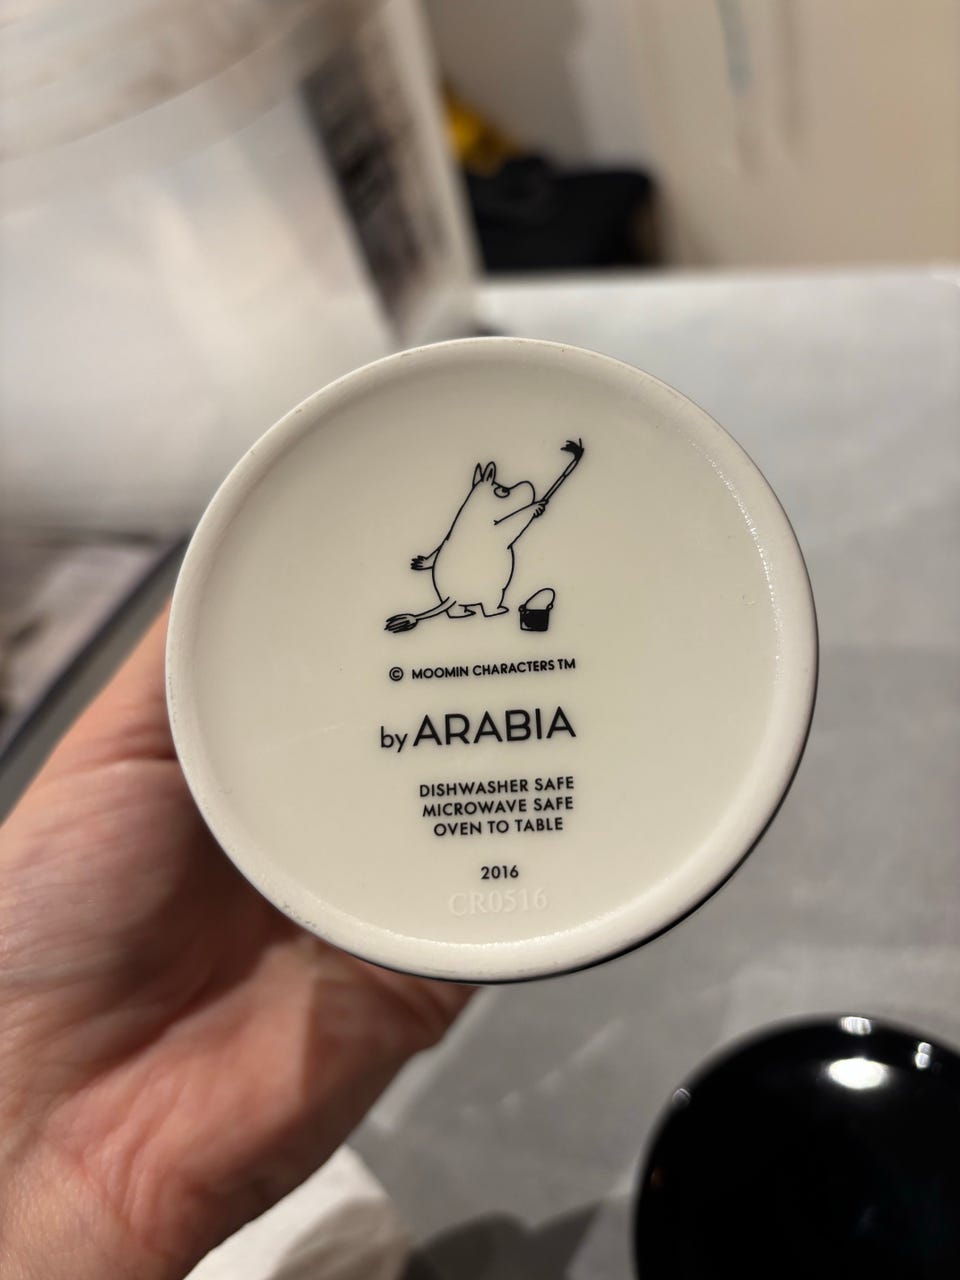 © MOOMIN CHARACTERS TM
by ARABIA
DISHWASHER SAFE
MICROWAVE SAFE
OVEN TO TABLE
2016
CR0516